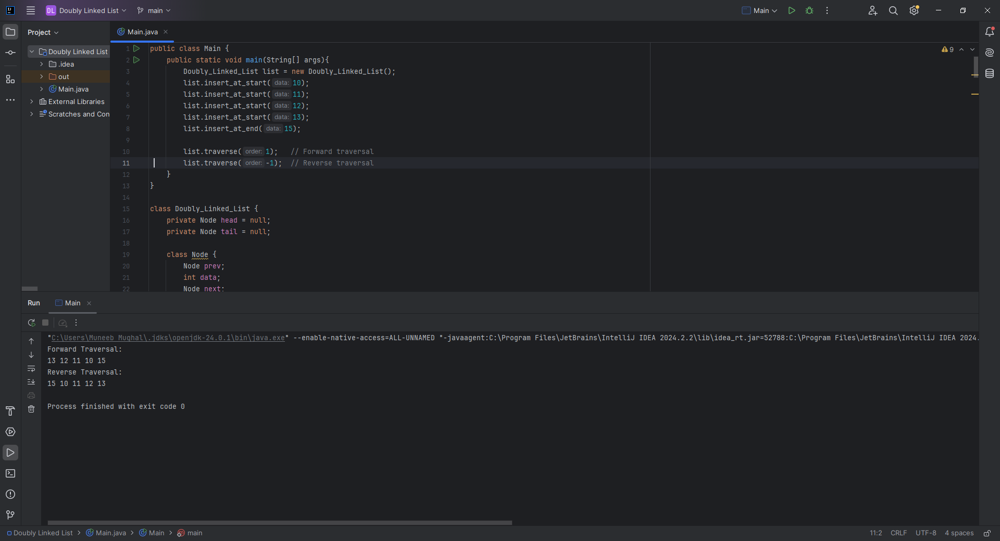 DL Doubly Linked List main Main
Project
Main.java
Doubly Linked List
.idea
out
Main.java
External Libraries
Scratches and Con
9
1 public class Main {
2 public static void main(String[] args){
3 Doubly_Linked_List list = new Doubly_Linked_List();
4 list.insert_at_start( data: 10);
5 list.insert_at_start( data: 11);
6 list.insert_at_start( data: 12);
7 list.insert_at_start( data: 13);
8 list.insert_at_end( data: 15);
9
10 list.traverse( order: 1); // Forward traversal
11 list.traverse( order: -1); // Reverse traversal
12 }
13 }
14
15 class Doubly_Linked_List {
16 private Node head = null;
17 private Node tail = null;
18
19 class Node {
20 Node prev;
21 int data;
22 Node next;
Run Main
"C:\Users\Muneeb Mughal\.jdks\openjdk-24.0.1\bin\java.exe" --enable-native-access=ALL-UNNAMED "-javaagent:C:\Program Files\JetBrains\IntelliJ IDEA 2024.2.2\lib\idea_rt.jar=52788:C:\Program Files\JetBrains\IntelliJ IDEA 2024.
Forward Traversal:
13 12 11 10 15
Reverse Traversal:
15 10 11 12 13
Process finished with exit code 0
Doubly Linked List > Main.java > Main > main 11:2 CRLF UTF-8 4 spaces